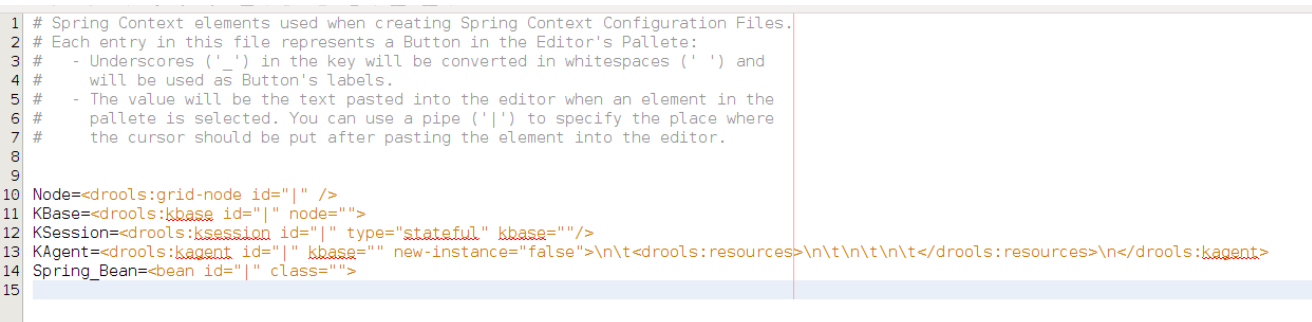 1 # Spring Context elements used when creating Spring Context Configuration Files.
2 # Each entry in this file represents a Button in the Editor's Pallete:
3 #   - Underscores ('_') in the key will be converted in whitespaces (' ') and
4 #     will be used as Button's labels.
5 #   - The value will be the text pasted into the editor when an element in the
6 #     pallete is selected. You can use a pipe ('|') to specify the place where
7 #     the cursor should be put after pasting the element into the editor.
8
9
10 Node=<drools:grid-node id="|" />
11 KBase=<drools:kbase id="|" node="">
12 KSession=<drools:ksession id="|" type="stateful" kbase=""/>
13 KAgent=<drools:kagent id="|" kbase="" new-instance="false">\n\t<drools:resources>\n\t\n\t\n\t</drools:resources>\n</drools:kagent>
14 Spring_Bean=<bean id="|" class="">
15